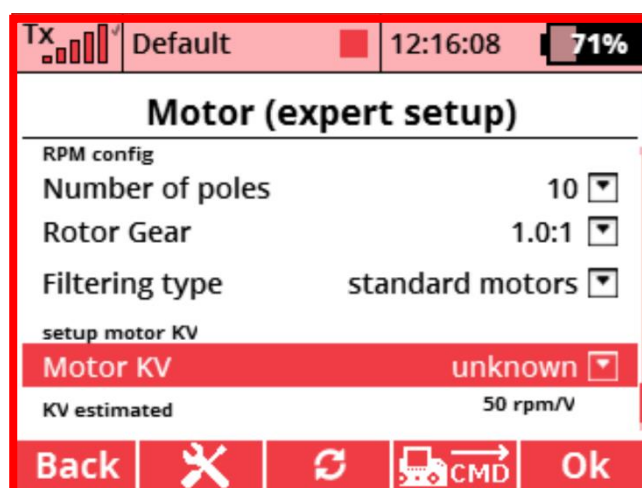 Tx Default 12:16:08 71%
Motor (expert setup)
RPM config
Number of poles 10
Rotor Gear 1.0:1
Filtering type standard motors
setup motor KV
Motor KV unknown
KV estimated 50 rpm/V
Back CMD Ok